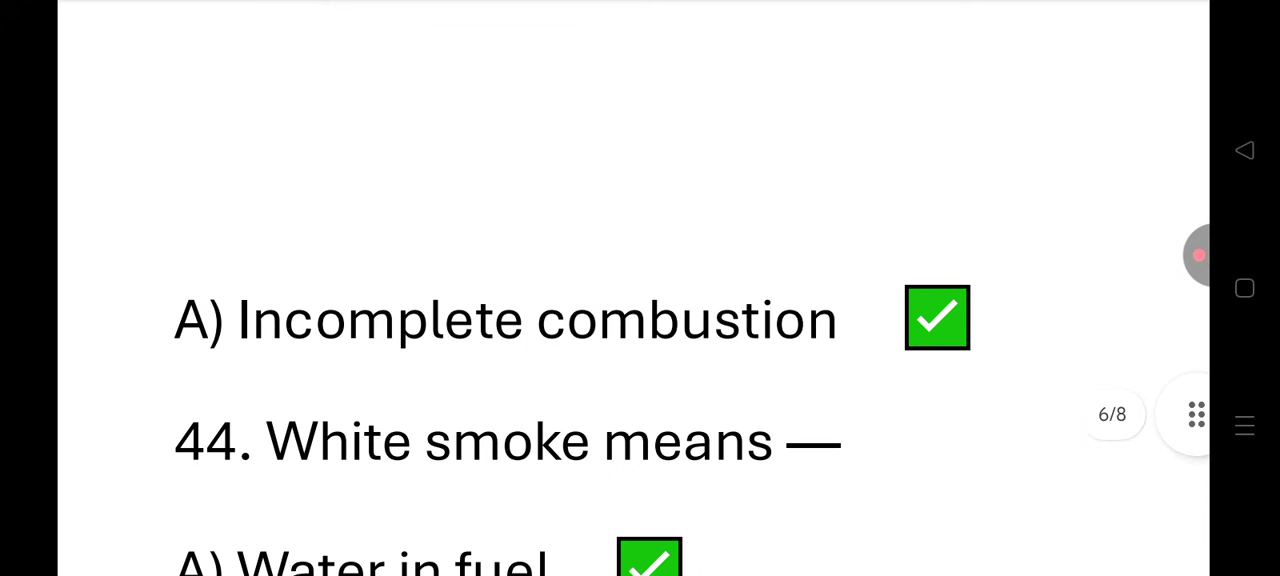 A) Incomplete combustion
44. White smoke means —
6/8
A) Water in fuel